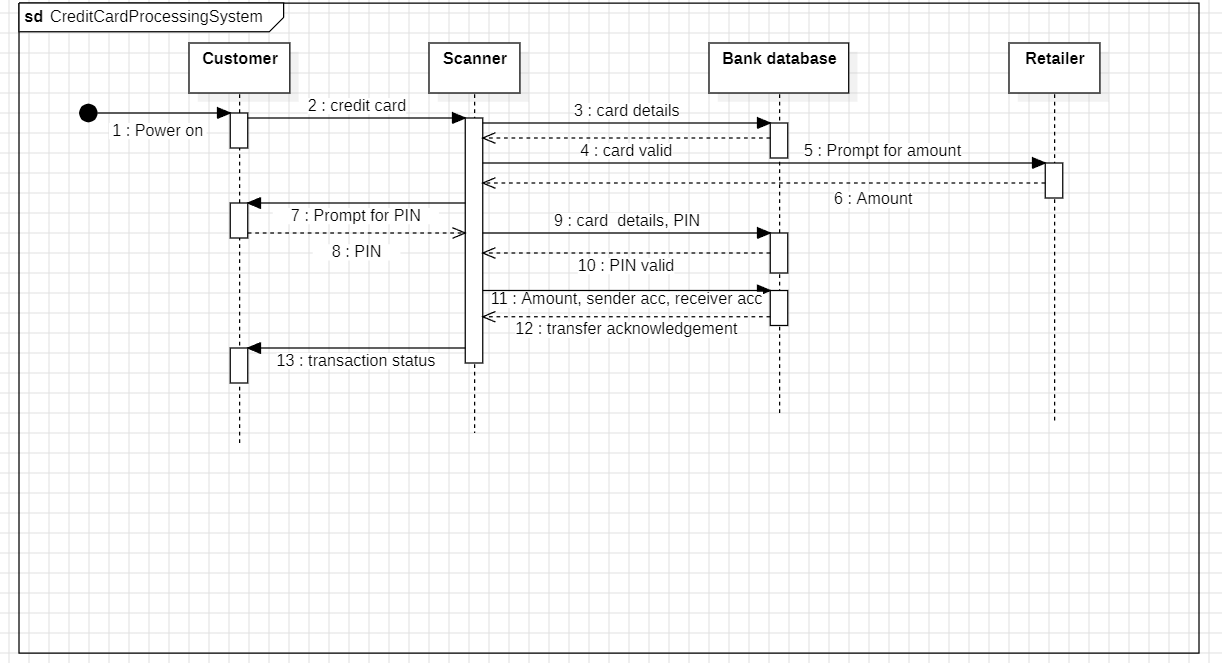 sd CreditCardProcessingSystem
Customer
Scanner
Bank database
Retailer
1 : Power on
2 : credit card
3 : card details
4 : card valid
5 : Prompt for amount
6 : Amount
7 : Prompt for PIN
8 : PIN
9 : card  details, PIN
10 : PIN valid
11 : Amount, sender acc, receiver acc
12 : transfer acknowledgement
13 : transaction status